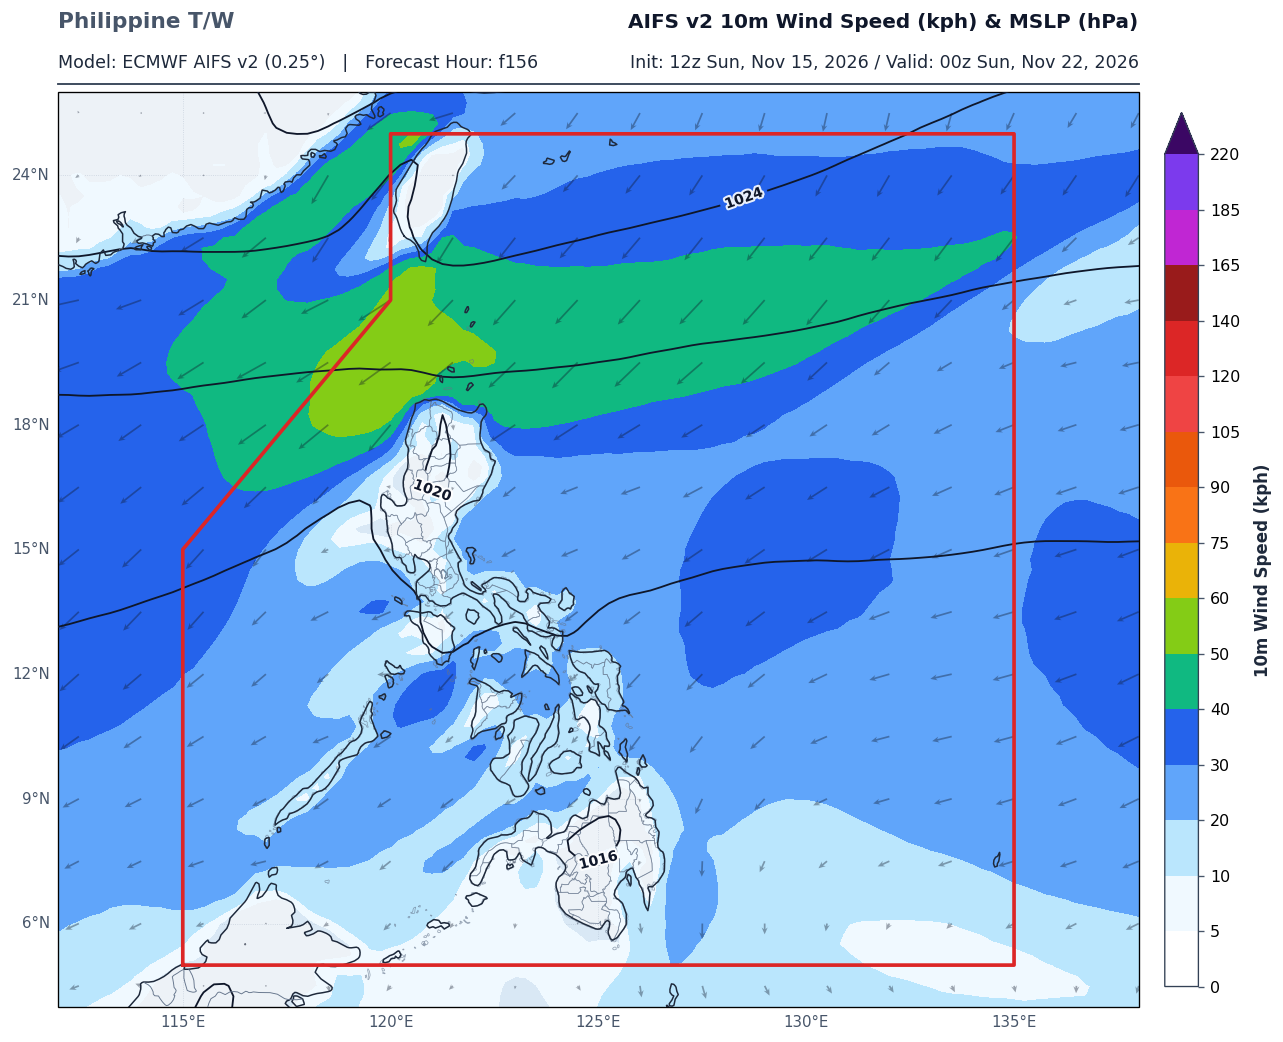 Philippine T/W
AIFS v2 10m Wind Speed (kph) & MSLP (hPa)
Model: ECMWF AIFS v2 (0.25°) | Forecast Hour: f156
Init: 12z Sun, Nov 15, 2026 / Valid: 00z Sun, Nov 22, 2026
24°N
21°N
18°N
15°N
12°N
9°N
6°N
115°E
120°E
125°E
130°E
135°E
1024
1020
1016
220
185
165
140
120
105
90
75
60
50
40
30
20
10
5
0
10m Wind Speed (kph)